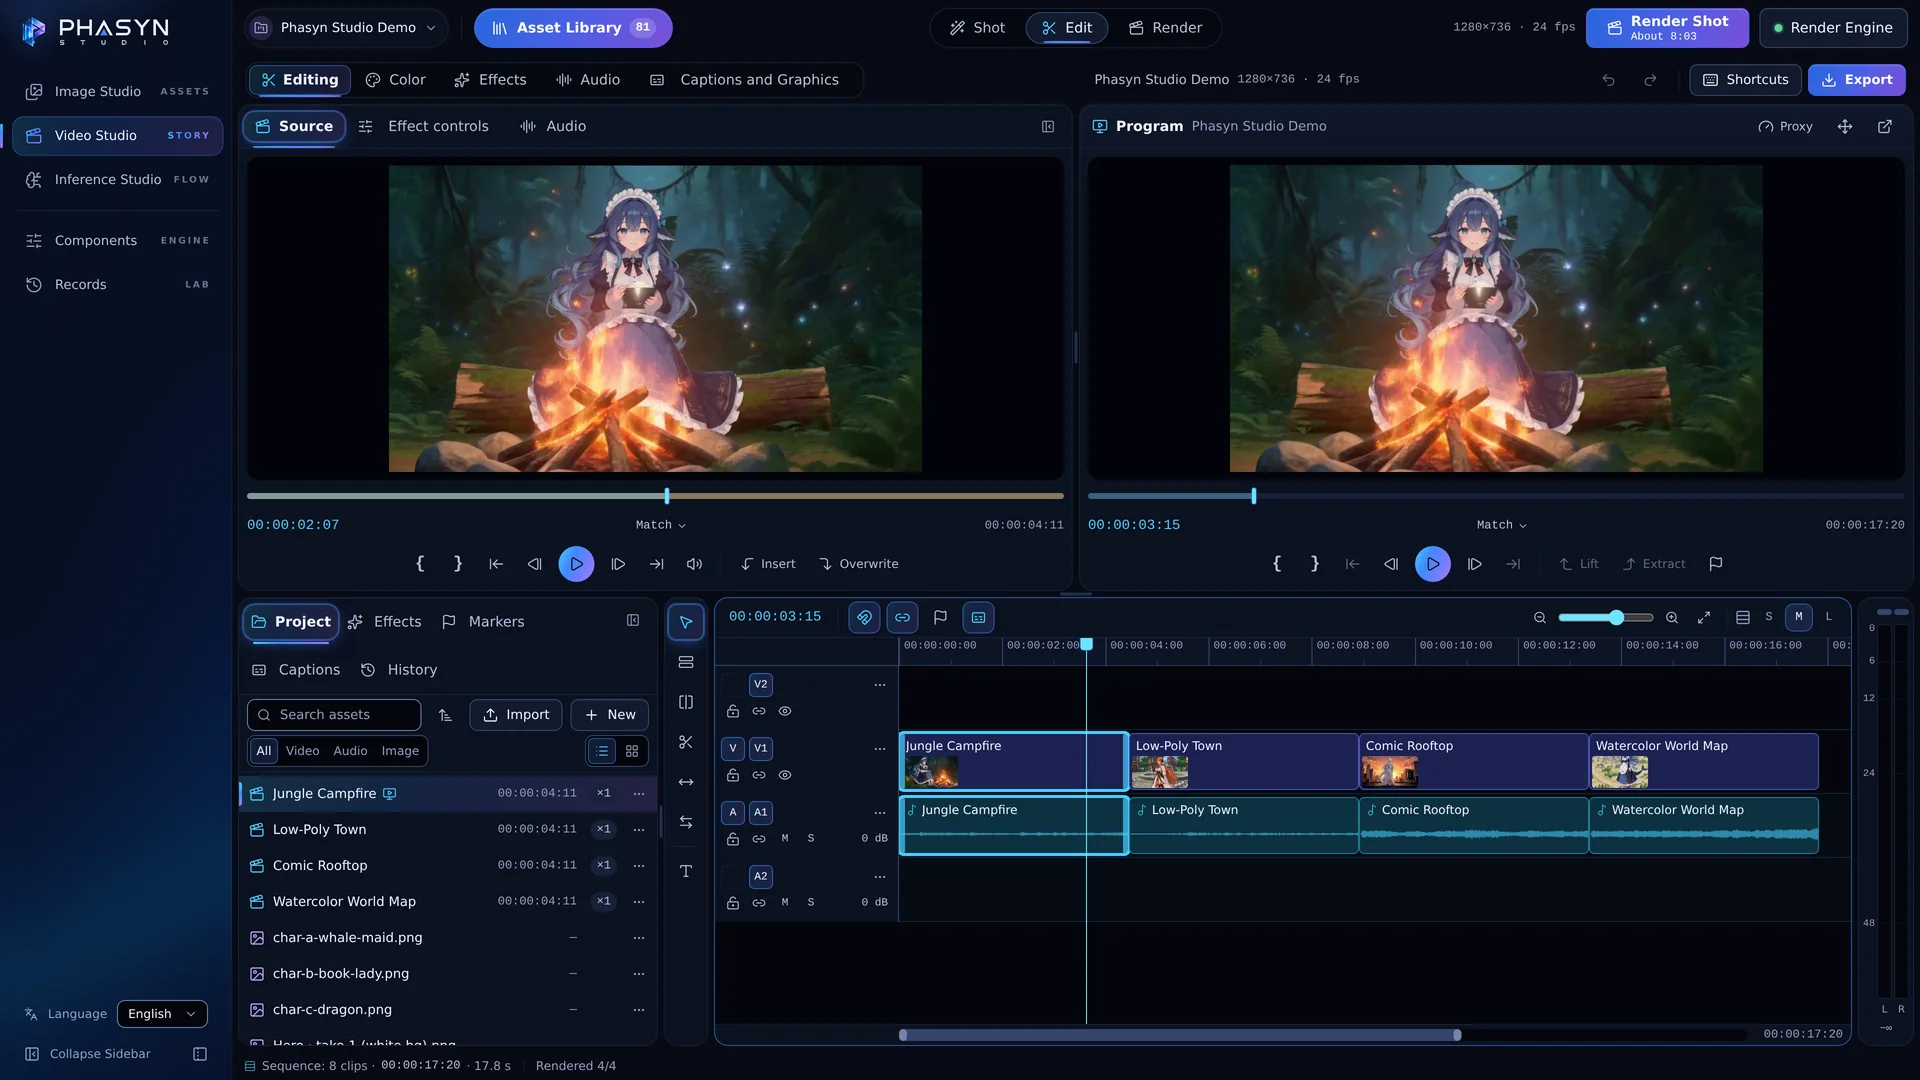 PHASYN
STUDIO
Phasyn Studio Demo
Asset Library 81
Shot
Edit
Render
1280×736 · 24 fps
Render Shot
About 8:03
Render Engine
Image Studio ASSETS
Video Studio STORY
Inference Studio FLOW
Components ENGINE
Records LAB
Language English
Collapse Sidebar
Editing
Color
Effects
Audio
Captions and Graphics
Phasyn Studio Demo 1280×736 · 24 fps
Shortcuts
Export
Source
Effect controls
Audio
Program Phasyn Studio Demo
Proxy
00:00:02:07
Match
00:00:04:11
Insert
Overwrite
00:00:03:15
Match
00:00:17:20
Lift
Extract
Project
Effects
Markers
Captions
History
Search assets
Import
New
All
Video
Audio
Image
Jungle Campfire 00:00:04:11 ×1
Low-Poly Town 00:00:04:11 ×1
Comic Rooftop 00:00:04:11 ×1
Watercolor World Map 00:00:04:11 ×1
char-a-whale-maid.png –
char-b-book-lady.png –
char-c-dragon.png –
00:00:03:15
S
M
L
00:00:00:00 00:00:02:00 00:00:04:00 00:00:06:00 00:00:08:00 00:00:10:00 00:00:12:00 00:00:14:00 00:00:16:00 00:
V2
V V1
Jungle Campfire
Low-Poly Town
Comic Rooftop
Watercolor World Map
A A1
M S 0 dB
Jungle Campfire
Low-Poly Town
Comic Rooftop
Watercolor World Map
A2
M S 0 dB
00:00:17:20
0
6
12
24
48
L R
-∞
Sequence: 8 clips · 00:00:17:20 · 17.8 s
Rendered 4/4